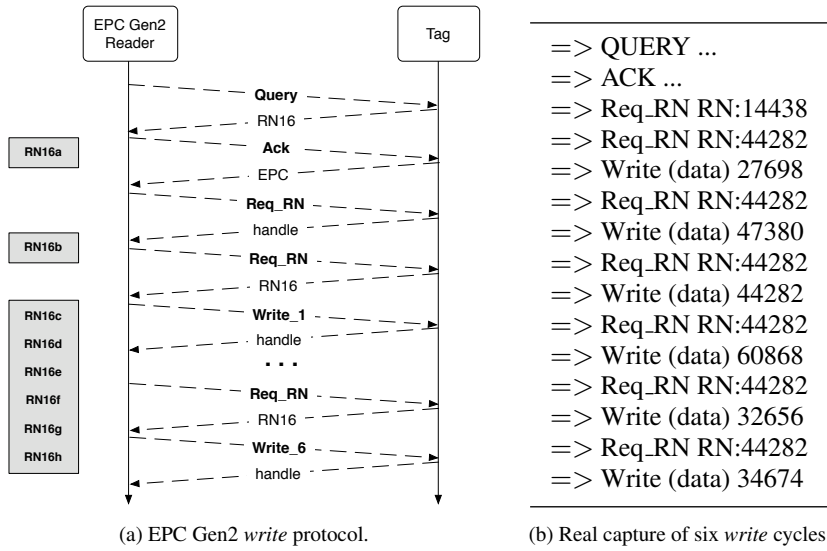 EPC Gen2
Reader
Tag
Query
RN16
RN16a
Ack
EPC
Req_RN
handle
RN16b
Req_RN
RN16
RN16c
Write_1
RN16d
handle
RN16e
. . .
RN16f
Req_RN
RN16
RN16g
Write_6
RN16h
handle
(a) EPC Gen2 write protocol.
=> QUERY ...
=> ACK ...
=> Req_RN RN:14438
=> Req_RN RN:44282
=> Write (data) 27698
=> Req_RN RN:44282
=> Write (data) 47380
=> Req_RN RN:44282
=> Write (data) 44282
=> Req_RN RN:44282
=> Write (data) 60868
=> Req_RN RN:44282
=> Write (data) 32656
=> Req_RN RN:44282
=> Write (data) 34674
(b) Real capture of six write cycles